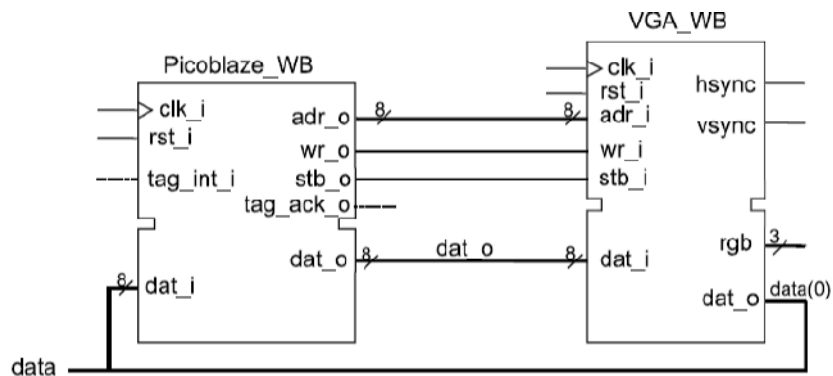 VGA_WB
Picoblaze_WB
clk_i
rst_i
tag_int_i
dat_i
8
adr_o
wr_o
stb_o
tag_ack_o
dat_o
8
8
dat_o
8
8
clk_i
rst_i
adr_i
wr_i
stb_i
dat_i
hsync
vsync
rgb
3
dat_o
data(0)
data